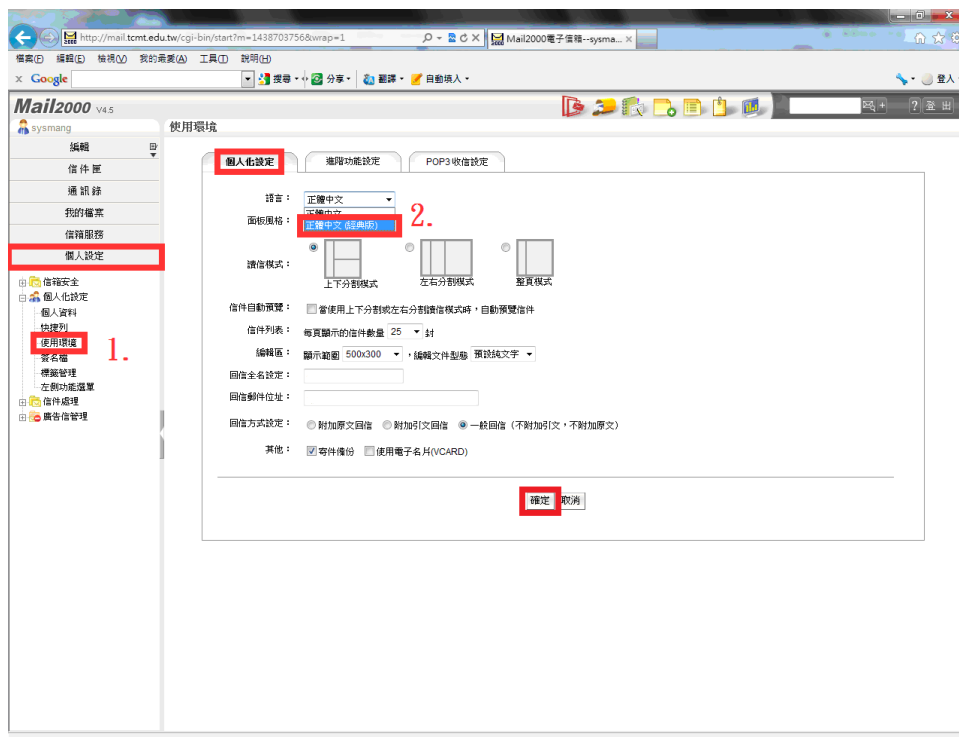 http://mail.tcmt.edu.tw/cgi-bin/start?m=1438703756&wrap=1
Mail2000電子信箱--sysma...
檔案(F) 編輯(E) 檢視(V) 我的最愛(A) 工具(T) 說明(H)
x Google 搜尋 分享 翻譯 自動填入 登入
Mail2000 V4.5
登出
sysmang
使用環境
編輯
信件匣
通訊錄
我的檔案
信箱服務
個人設定
信箱安全
個人化設定
個人資料
快捷列
使用環境
1.
簽名檔
標籤管理
左側功能選單
信件處理
廣告信管理
個人化設定 進階功能設定 POP3收信設定
語言： 正體中文
正體中文
面板風格： 正體中文 (經典版)
2.
讀信模式：
上下分割模式 左右分割模式 整頁模式
信件自動預覽： 當使用上下分割或左右分割讀信模式時，自動預覽信件
信件列表： 每頁顯示的信件數量 25 封
編輯區： 顯示範圍 500x300 ，編輯文件型態 預設純文字
回信全名設定：
回信郵件位址：
回信方式設定： 附加原文回信 附加引文回信 一般回信（不附加引文，不附加原文）
其他： 寄件備份 使用電子名片(VCARD)
確定 取消